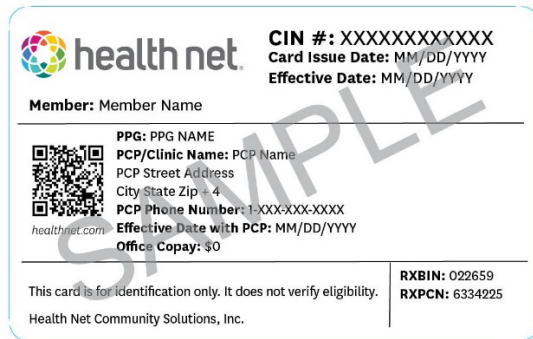 health net.
CIN #: XXXXXXXXXXXX
Card Issue Date: MM/DD/YYYY
Effective Date: MM/DD/YYYY
Member: Member Name
PPG: PPG NAME
PCP/Clinic Name: PCP Name
PCP Street Address
City State Zip + 4
PCP Phone Number: 1-XXX-XXX-XXXX
Effective Date with PCP: MM/DD/YYYY
Office Copay: $0
healthnet.com
SAMPLE
This card is for identification only. It does not verify eligibility.
Health Net Community Solutions, Inc.
RXBIN: 022659
RXPCN: 6334225